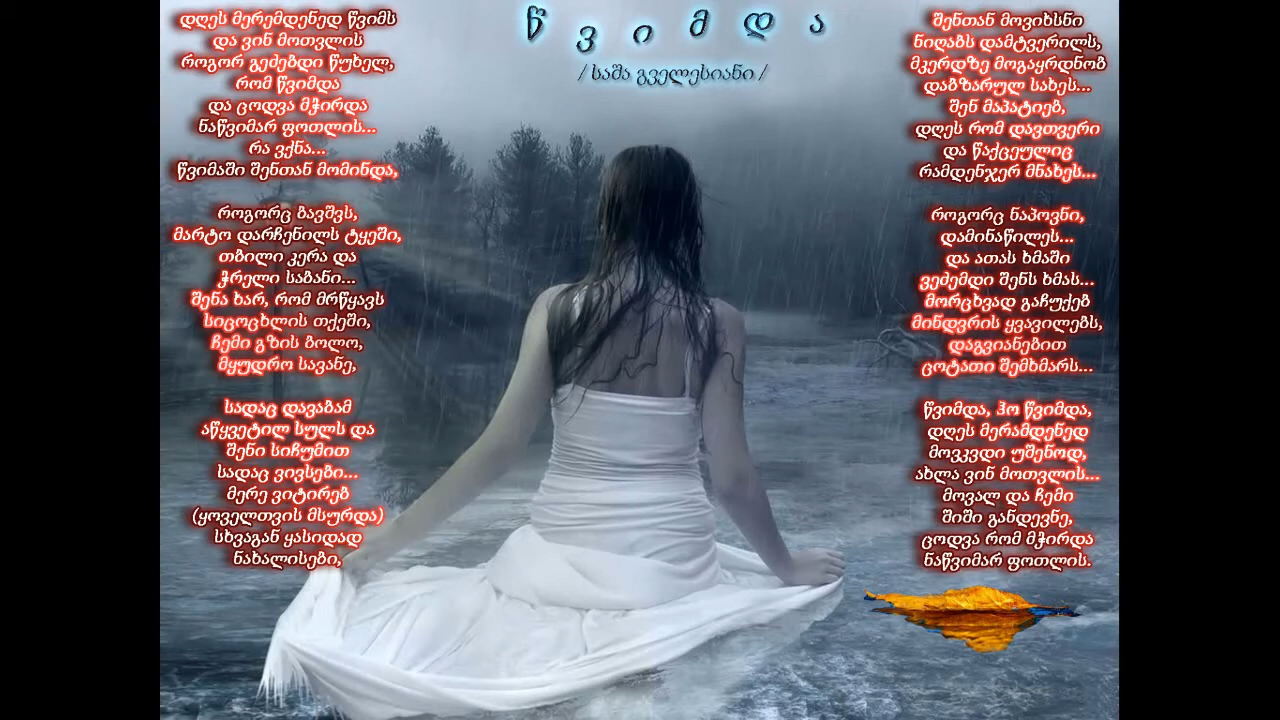 წვიმდა
/ საშა გველესიანი /
დღეს მერემდენედ წვიმს
და ვინ მოთვლის
როგორ გეძებდი წუხელ,
რომ წვიმდა
და ცოდვა მჭირდა
ნაწვიმარ ფოთლის...
რა ვქნა...
წვიმაში შენთან მომინდა,
როგორც ბავშვს,
მარტო დარჩენილს ტყეში,
თბილი კერა და
ჭრელი საბანი...
შენა ხარ, რომ მრწყავს
სიცოცხლის თქეში,
ჩემი გზის ბოლო,
მყუდრო სავანე,
სადაც დავაბამ
აწყვეტილ სულს და
შენი სიჩუმით
სადაც ვივსები...
მერე ვიტირებ
(ყოველთვის მსურდა)
სხვაგან ყასიდად
ნახალისები,
შენთან მოვიხსნი
ნიღაბს დამტვერილს,
მკერდზე მოგაყრდნობ
დაბზარულ სახეს...
შენ მაპატიებ,
დღეს რომ დავთვერი
და წაქცეულიც
რამდენჯერ მნახეს...
როგორც ნაპოვნი,
დამინაწილეს...
და ათას ხმაში
ვეძემდი შენს ხმას...
მორცხვად გაჩუქებ
მინდვრის ყვავილებს,
დაგვიანებით
ცოტათი შემხმარს...
წვიმდა, ჰო წვიმდა,
დღეს მერამდენედ
მოვკვდი უშენოდ,
ახლა ვინ მოთვლის...
მოვალ და ჩემი
შიში განდევნე,
ცოდვა რომ მჭირდა
ნაწვიმარ ფოთლის.